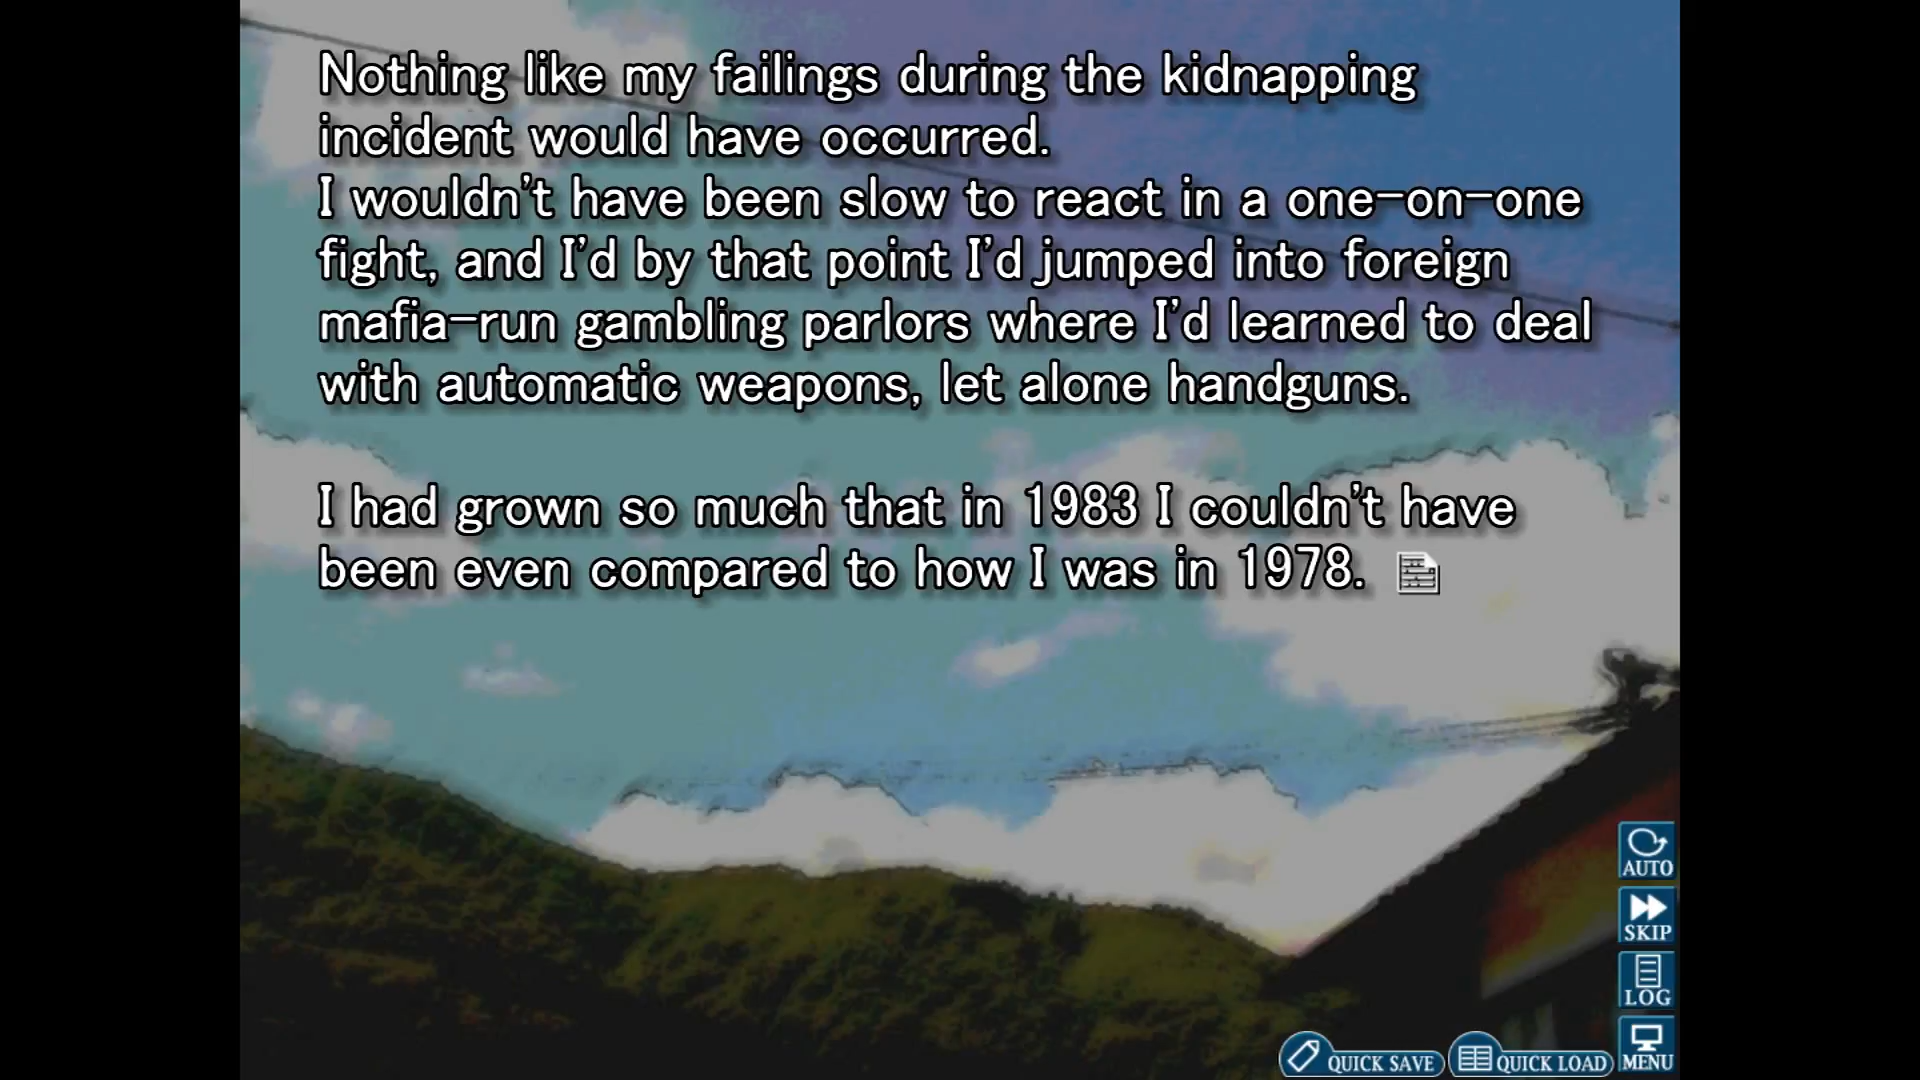 Nothing like my failings during the kidnapping
incident would have occurred.
I wouldn't have been slow to react in a one-on-one
fight, and I'd by that point I'd jumped into foreign
mafia-run gambling parlors where I'd learned to deal
with automatic weapons, let alone handguns.
I had grown so much that in 1983 I couldn't have
been even compared to how I was in 1978.
AUTO
SKIP
LOG
MENU
QUICK SAVE
QUICK LOAD